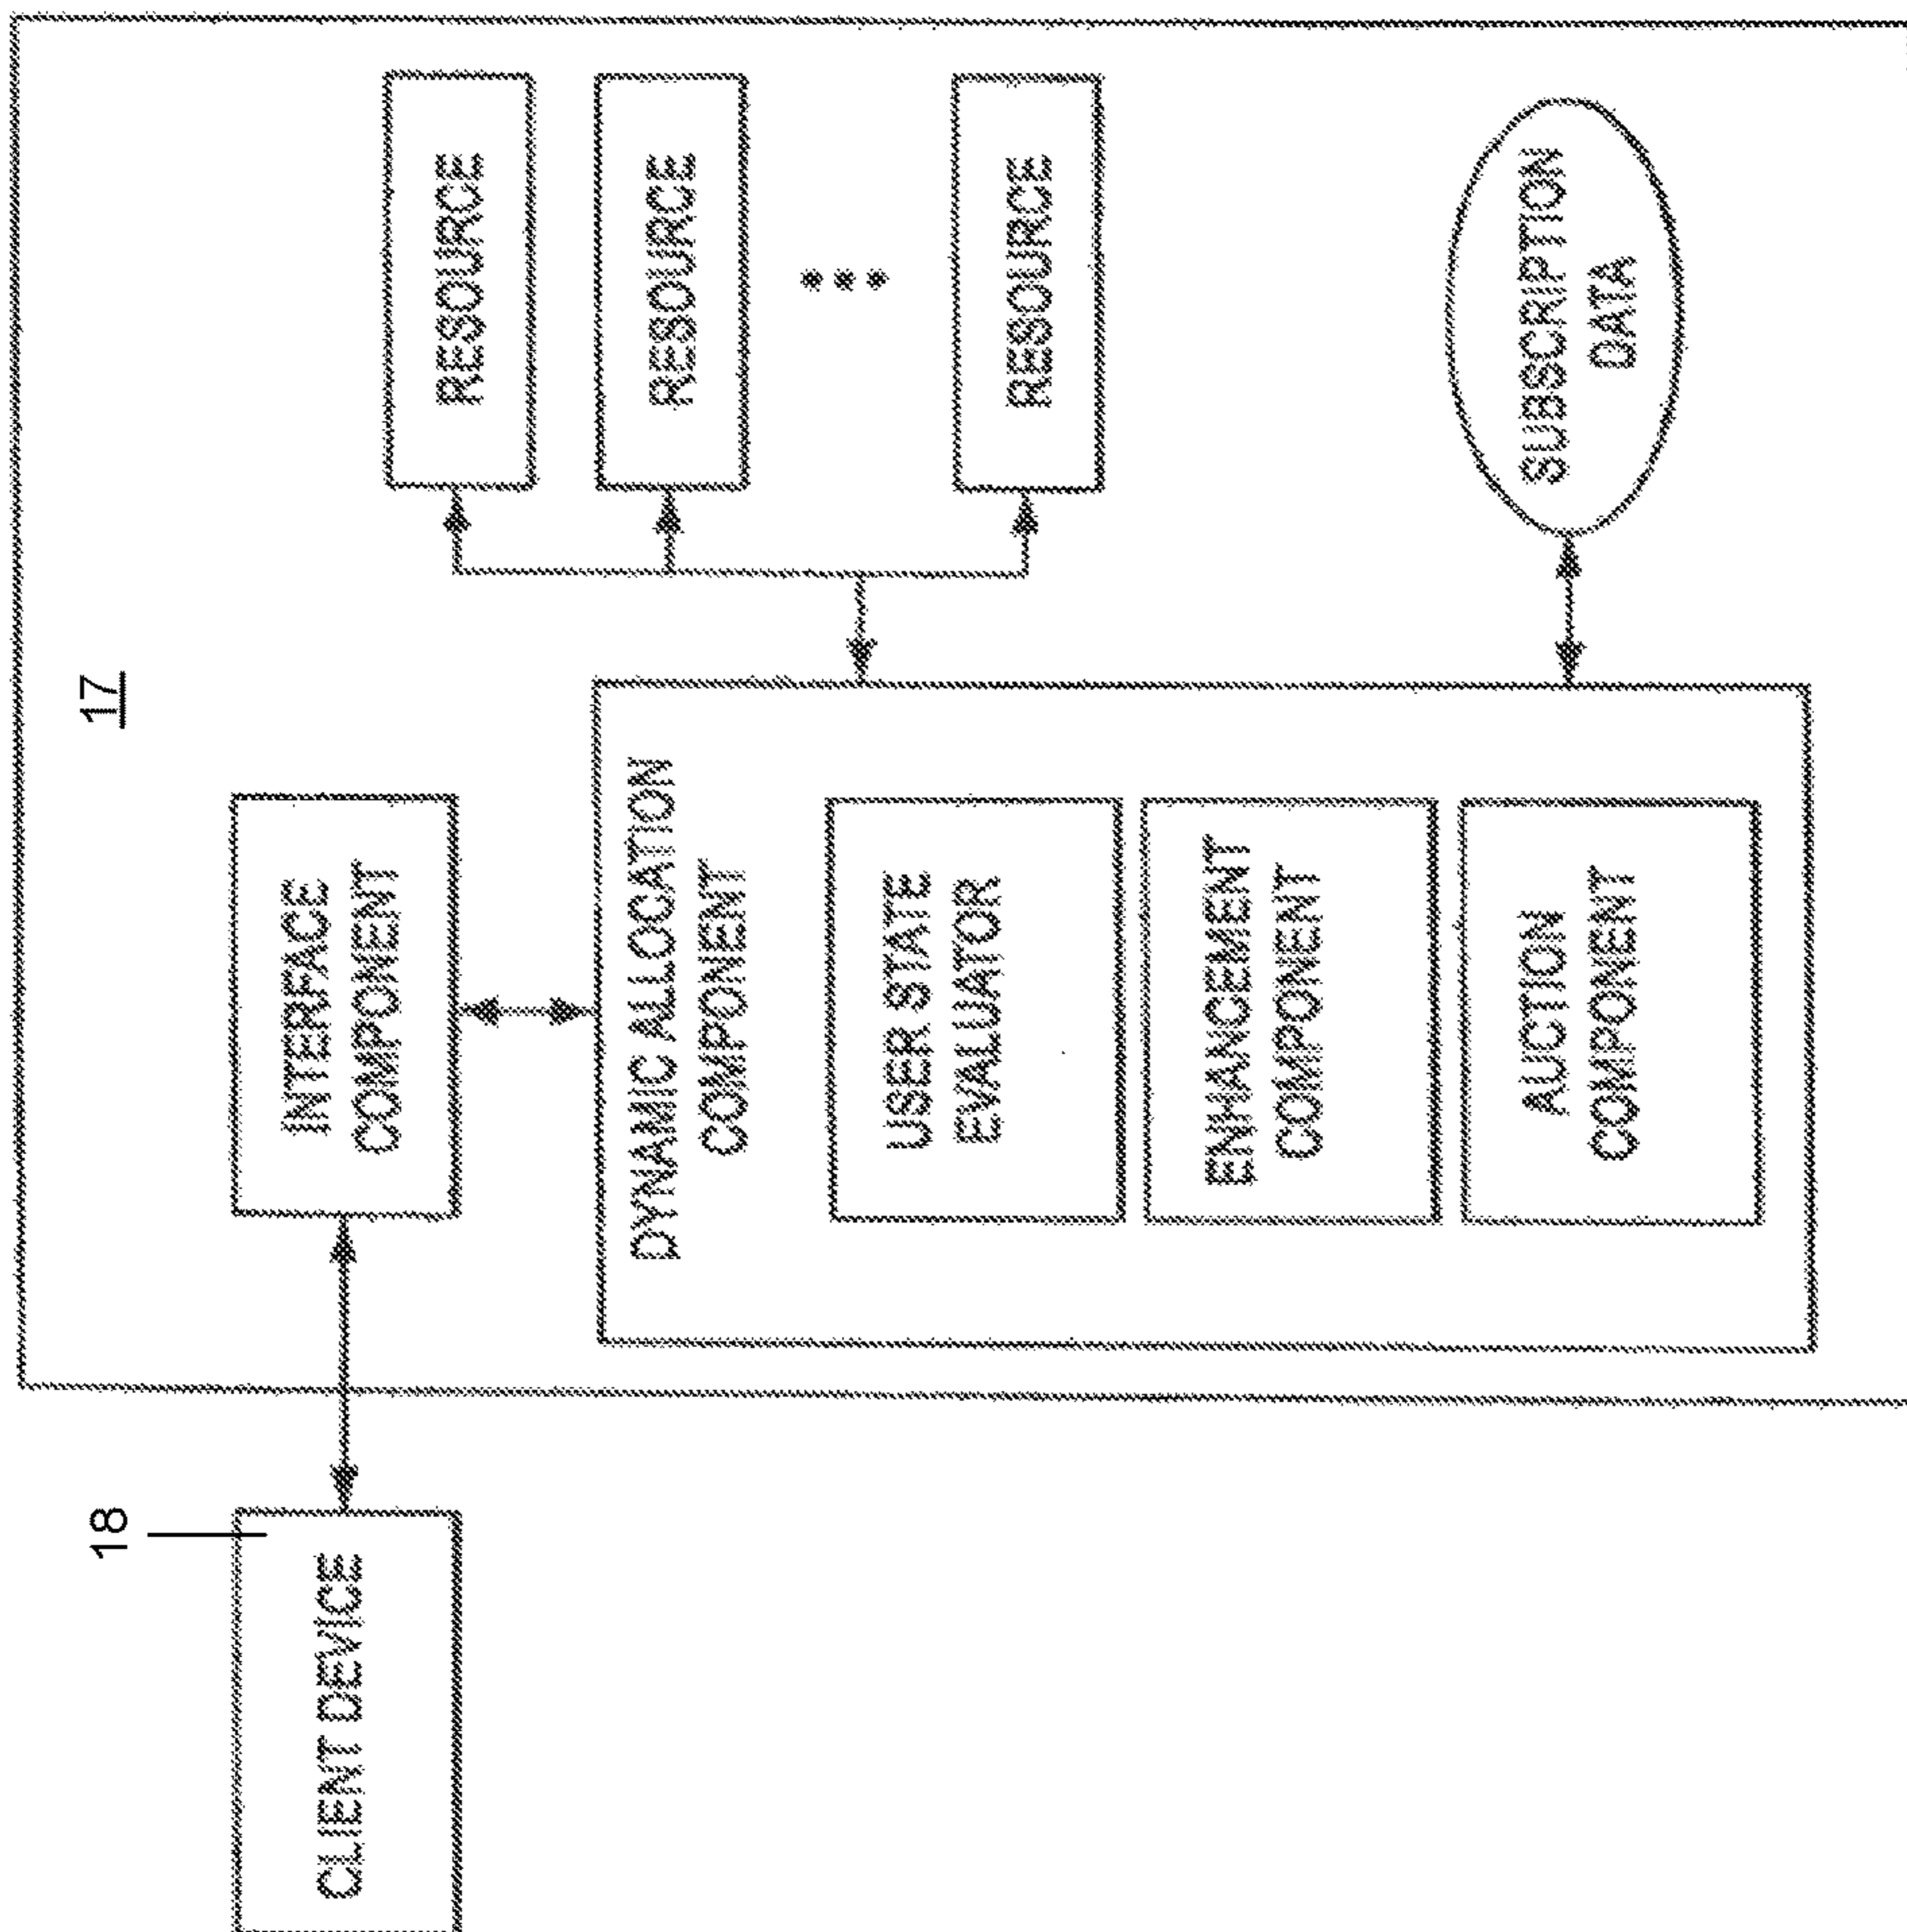 17
18
CLIENT DEVICE
INTERFACE
COMPONENT
DYNAMIC ALLOCATION
COMPONENT
USER STATE
EVALUATOR
ENHANCEMENT
COMPONENT
AUCTION
COMPONENT
RESOURCE
RESOURCE
•••
RESOURCE
SUBSCRIPTION
DATA